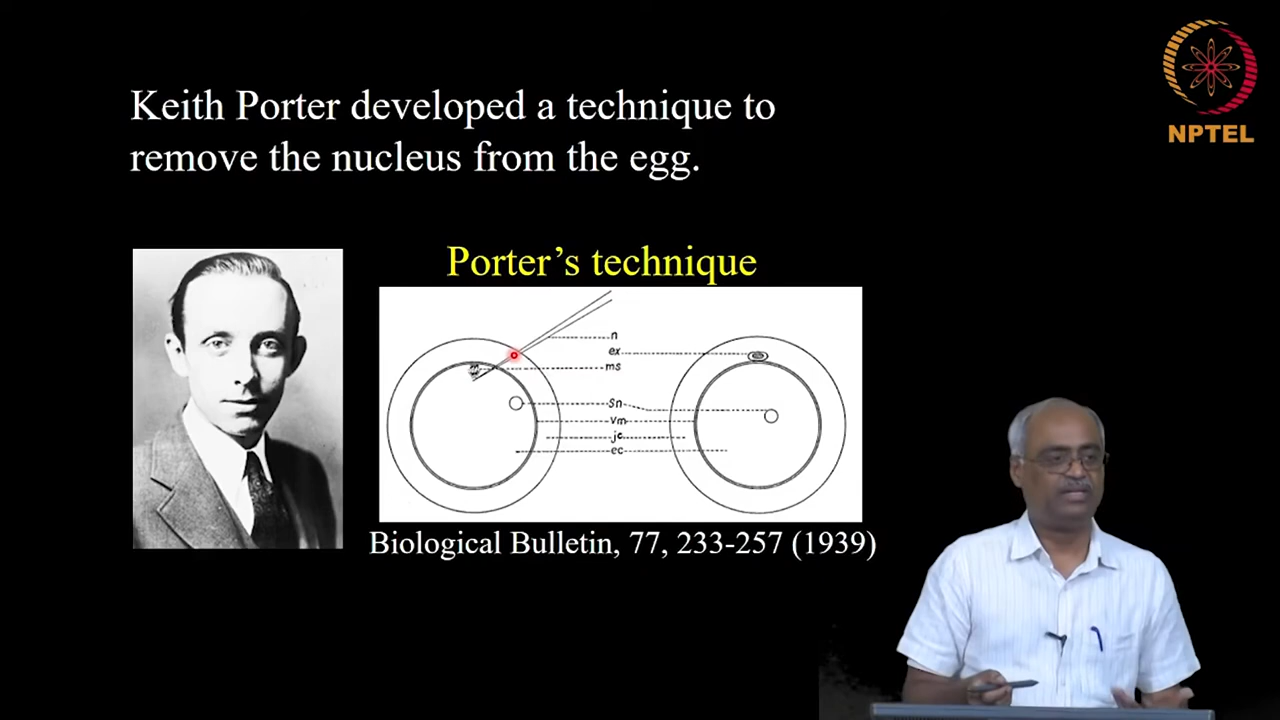 NPTEL
Keith Porter developed a technique to
remove the nucleus from the egg.
Porter’s technique
n
ex
ms
sn
vm
jc
ec
Biological Bulletin, 77, 233-257 (1939)